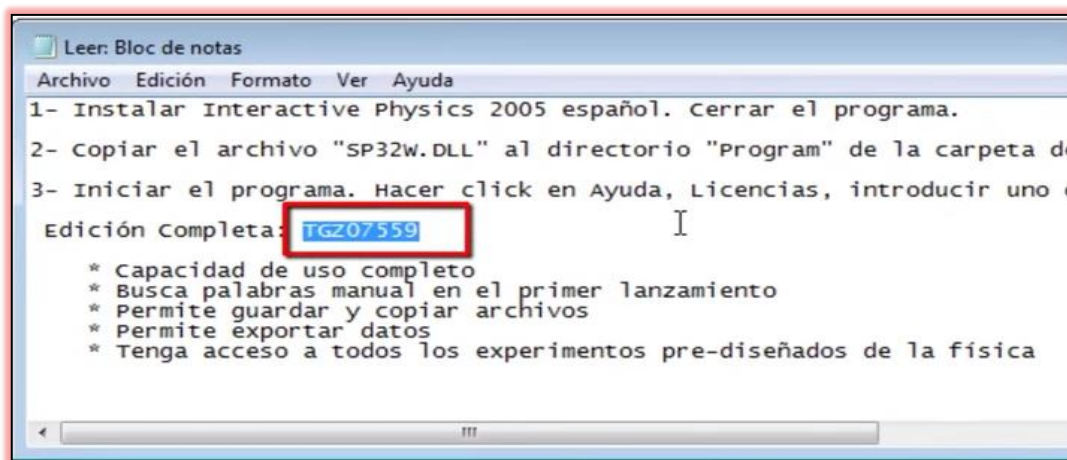 Leer: Bloc de notas
Archivo Edición Formato Ver Ayuda
1- Instalar Interactive Physics 2005 español. Cerrar el programa.
2- Copiar el archivo "SP32W.DLL" al directorio "Program" de la carpeta d
3- Iniciar el programa. Hacer click en Ayuda, Licencias, introducir uno
Edición Completa: TGZ07559
* Capacidad de uso completo
* Busca palabras manual en el primer lanzamiento
* Permite guardar y copiar archivos
* Permite exportar datos
* Tenga acceso a todos los experimentos pre-diseñados de la física